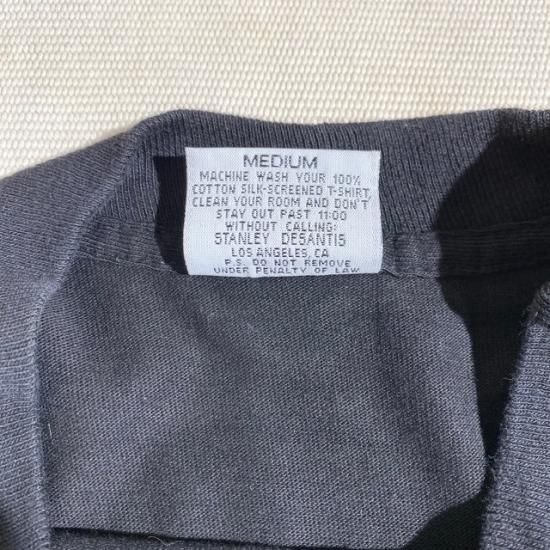 MEDIUM
MACHINE WASH YOUR 100%
COTTON SILK-SCREENED T-SHIRT,
CLEAN YOUR ROOM AND DON'T
STAY OUT PAST 11:00
WITHOUT CALLING:
STANLEY DESANTIS
LOS ANGELES, CA
P.S. DO NOT REMOVE
UNDER PENALTY OF LAW